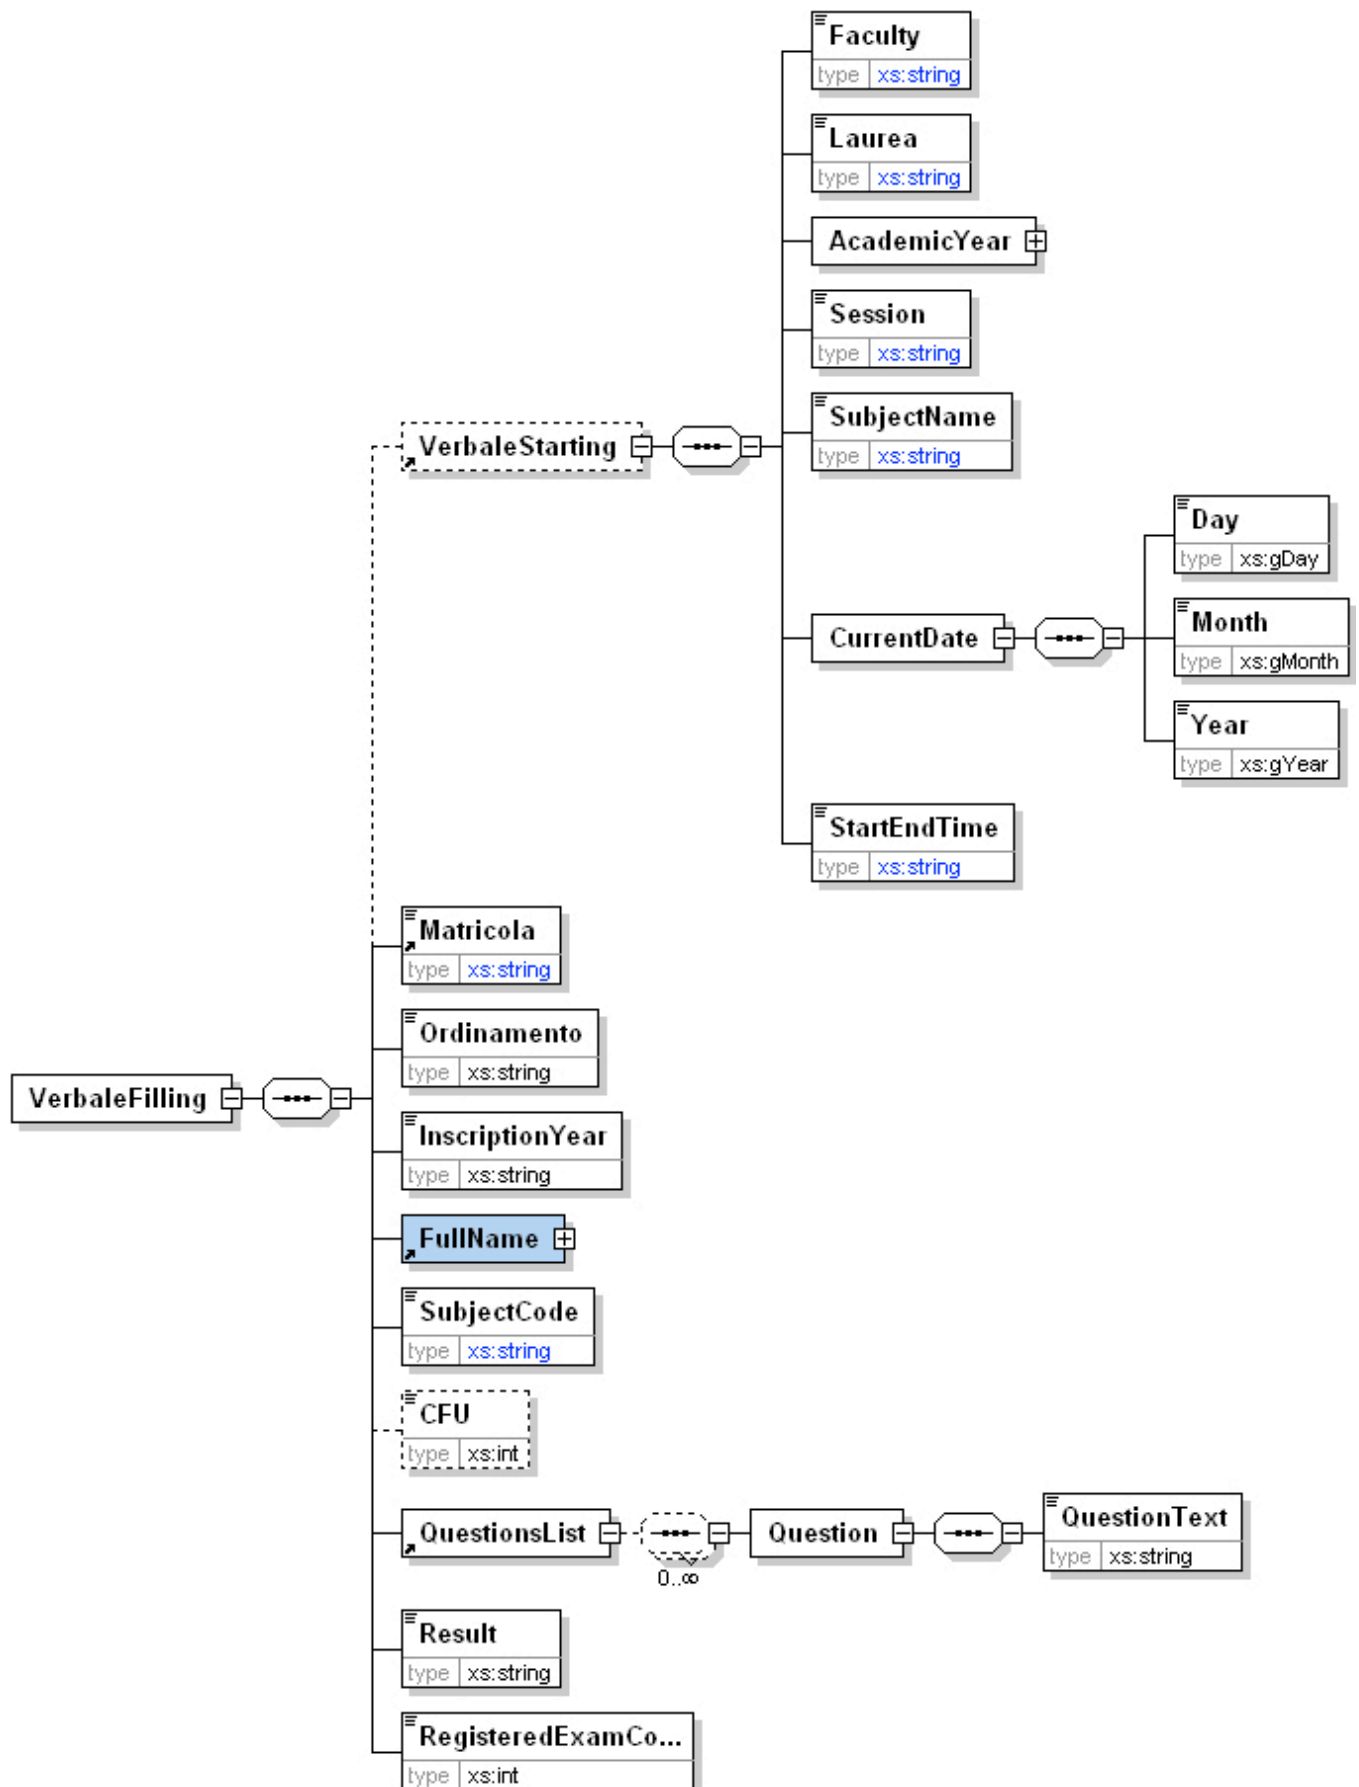 Faculty
type xs:string
Laurea
type xs:string
AcademicYear
Session
type xs:string
SubjectName
type xs:string
VerbaleStarting
Day
type xs:gDay
CurrentDate
Month
type xs:gMonth
Year
type xs:gYear
StartEndTime
type xs:string
Matricola
type xs:string
Ordinamento
type xs:string
VerbaleFilling
InscriptionYear
type xs:string
FullName
SubjectCode
type xs:string
CFU
type xs:int
QuestionsList
Question
QuestionText
type xs:string
0..∞
Result
type xs:string
RegisteredExamCo...
type xs:int